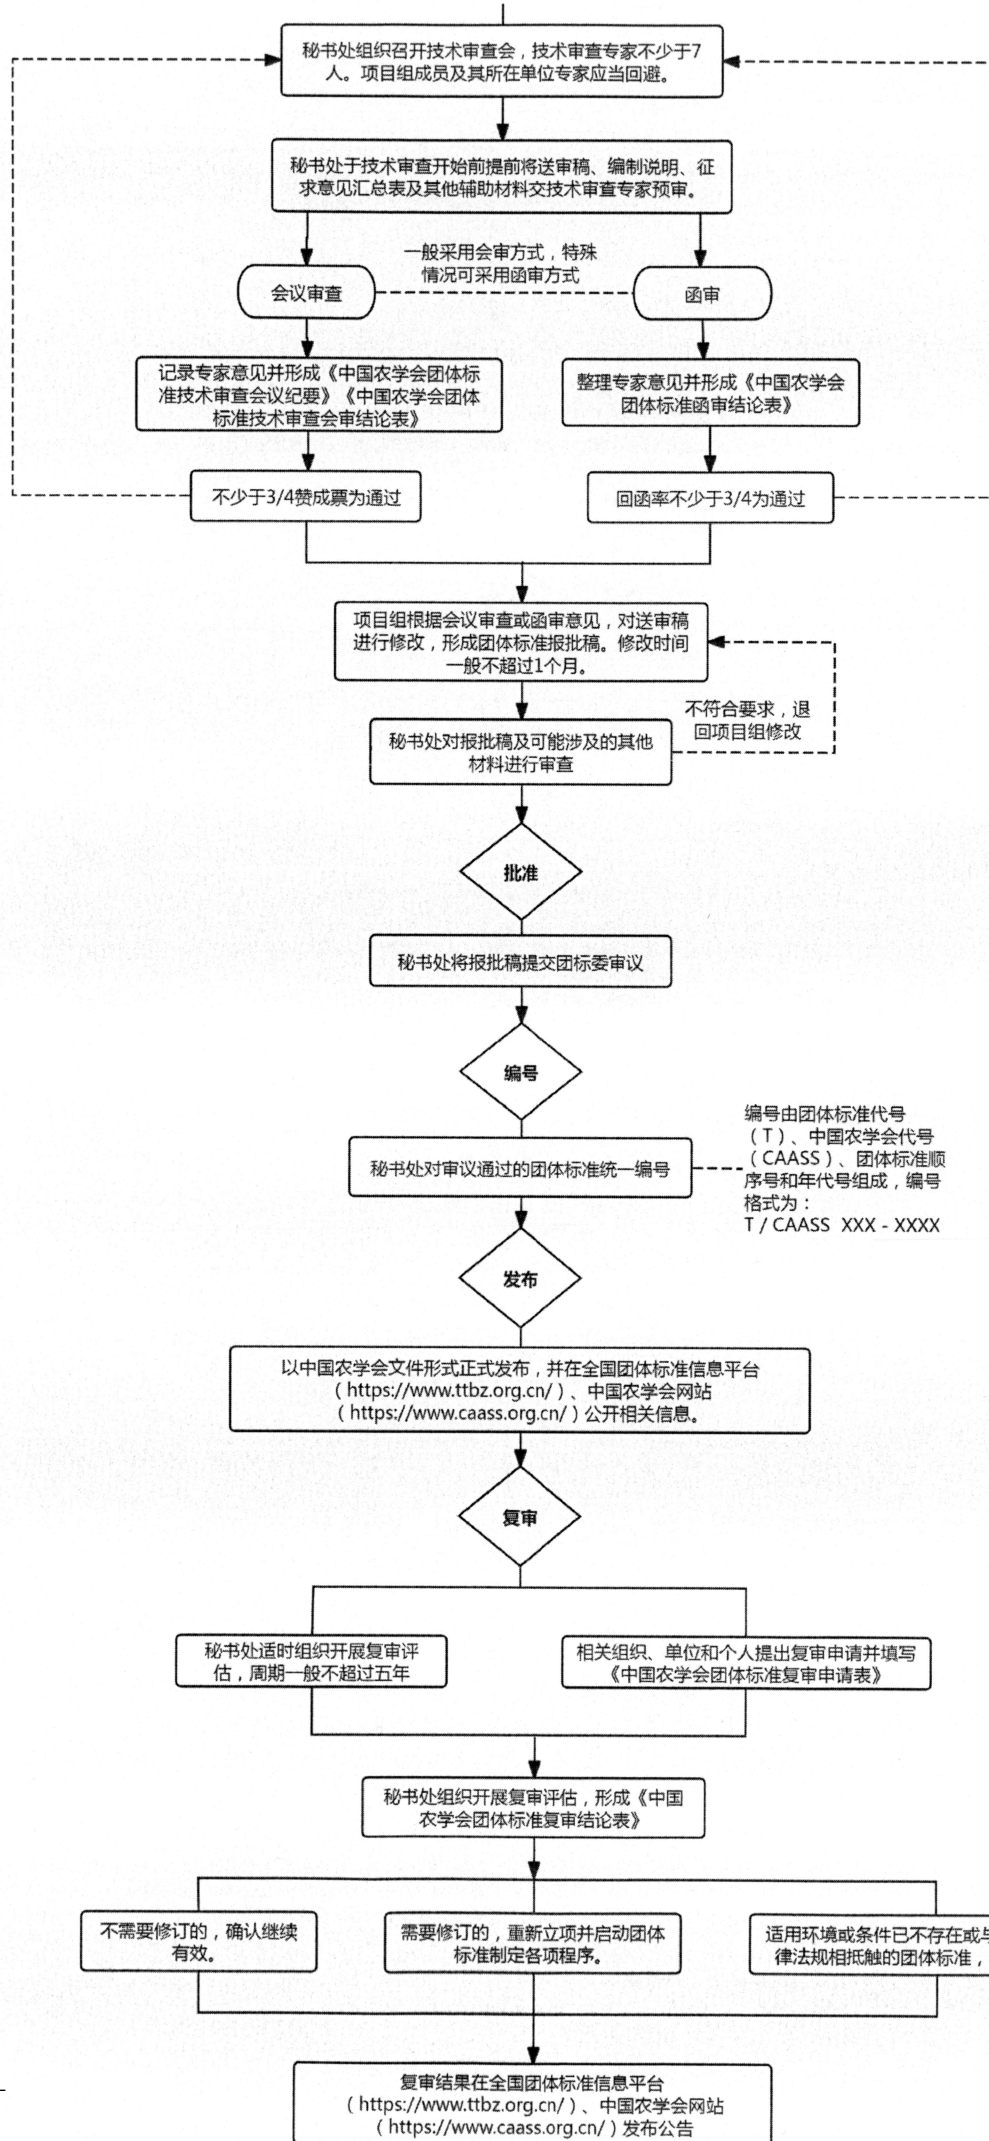 秘书处组织召开技术审查会，技术审查专家不少于7
人。项目组成员及其所在单位专家应当回避。
秘书处于技术审查开始前提前将送审稿、编制说明、征
求意见汇总表及其他辅助材料交技术审查专家预审。
一般采用会审方式，特殊
情况可采用函审方式
会议审查
函审
记录专家意见并形成《中国农学会团体标
准技术审查会议纪要》《中国农学会团体
标准技术审查会审结论表》
整理专家意见并形成《中国农学会
团体标准函审结论表》
不少于3/4赞成票为通过
回函率不少于3/4为通过
项目组根据会议审查或函审意见，对送审稿
进行修改，形成团体标准报批稿。修改时间
一般不超过1个月。
不符合要求，退
回项目组修改
秘书处对报批稿及可能涉及的其他
材料进行审查
批准
秘书处将报批稿提交团标委审议
编号
秘书处对审议通过的团体标准统一编号
编号由团体标准代号
（T）、中国农学会代号
（CAASS）、团体标准顺
序号和年代号组成，编号
格式为：
T / CAASS XXX - XXXX
发布
以中国农学会文件形式正式发布，并在全国团体标准信息平台
（https://www.ttbz.org.cn/）、中国农学会网站
（https://www.caass.org.cn/）公开相关信息。
复审
秘书处适时组织开展复审评
估，周期一般不超过五年
相关组织、单位和个人提出复审申请并填写
《中国农学会团体标准复审申请表》
秘书处组织开展复审评估，形成《中国
农学会团体标准复审结论表》
不需要修订的，确认继续
有效。
需要修订的，重新立项并启动团体
标准制定各项程序。
适用环境或条件已不存在或与
律法规相抵触的团体标准，
复审结果在全国团体标准信息平台
（https://www.ttbz.org.cn/）、中国农学会网站
（https://www.caass.org.cn/）发布公告